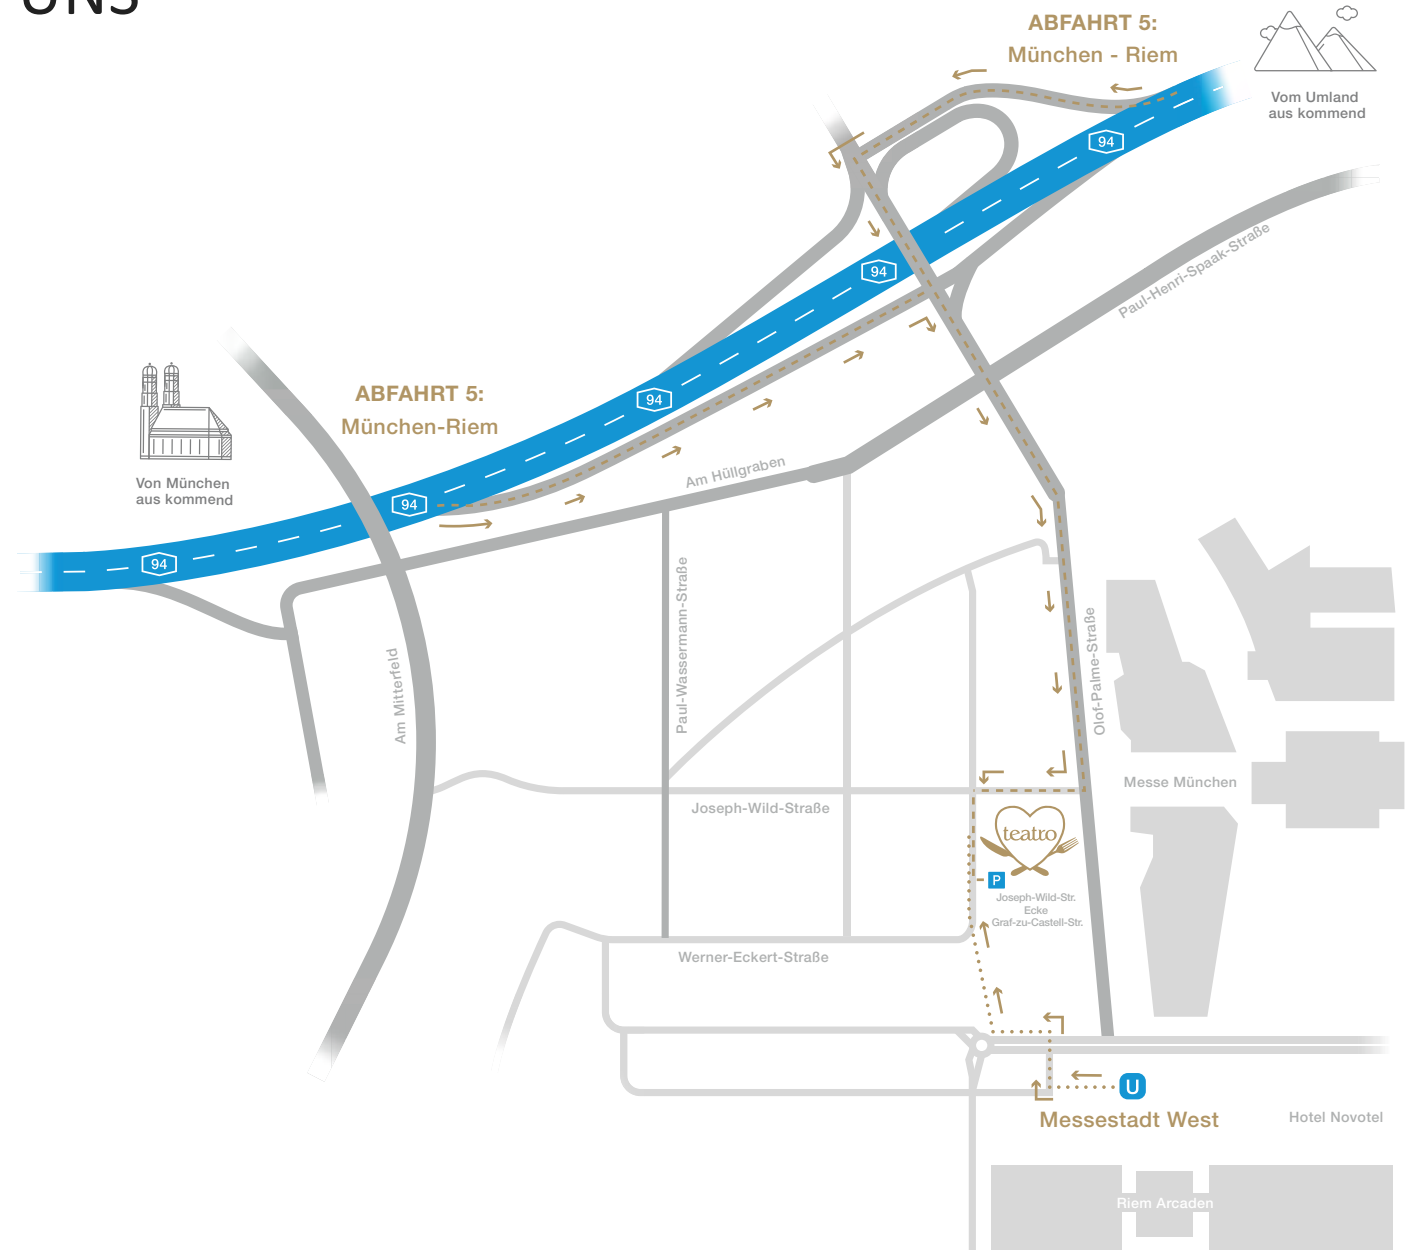 UNS
ABFAHRT 5:
München - Riem
Vom Umland
aus kommend
94
94
Paul-Henri-Spaak-Straße
ABFAHRT 5:
München-Riem
94
Von München
aus kommend
Am Hüllgraben
94
94
Paul-Wassermann-Straße
Am Mitterfeld
Olof-Palme-Straße
Messe München
Joseph-Wild-Straße
teatro
P
Joseph-Wild-Str.
Ecke
Graf-zu-Castell-Str.
Werner-Eckert-Straße
U
Messestadt West
Hotel Novotel
Riem Arcaden